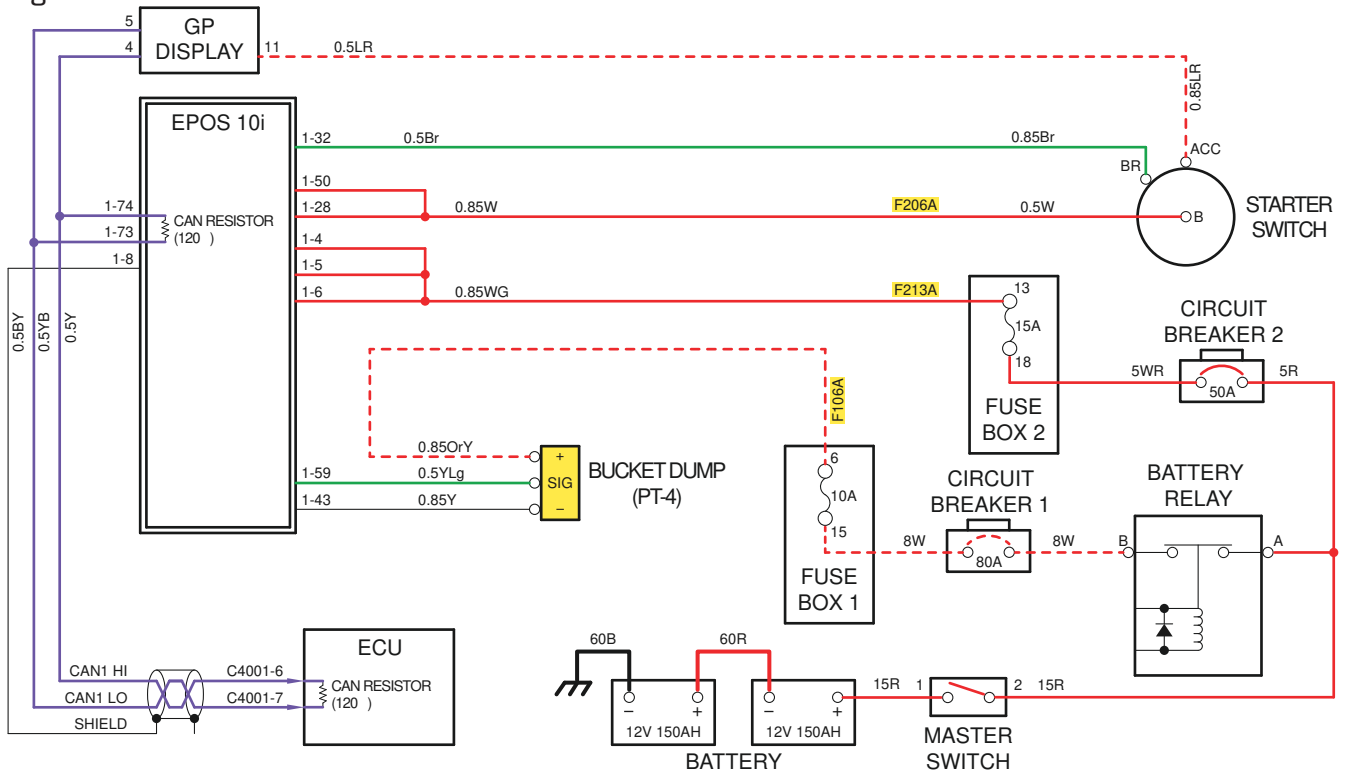 5
4
GP
DISPLAY
11
0.5LR
0.85LR
EPOS 10i
1-32
0.5Br
0.85Br
BR
ACC
1-50
1-28
0.85W
F206A
0.5W
B
STARTER
SWITCH
1-74
1-73
1-8
CAN RESISTOR
(120 )
1-4
1-5
1-6
0.85WG
F213A
13
15A
18
FUSE
BOX 2
CIRCUIT
BREAKER 2
5WR
50A
5R
0.5BY
0.5YB
0.5Y
F106A
0.85OrY
1-59
0.5YLg
1-43
0.85Y
+
SIG
−
BUCKET DUMP
(PT-4)
6
10A
15
FUSE
BOX 1
CIRCUIT
BREAKER 1
8W
80A
8W
BATTERY
RELAY
B
A
ECU
CAN RESISTOR
(120 )
CAN1 HI
C4001-6
CAN1 LO
C4001-7
SHIELD
60B
60R
−
+
12V 150AH
−
+
12V 150AH
BATTERY
15R
1
2
15R
MASTER
SWITCH